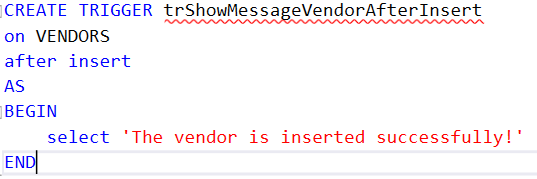 CREATE TRIGGER trShowMessageVendorAfterInsert
on VENDORS
after insert
AS
BEGIN
    select 'The vendor is inserted successfully!'
END